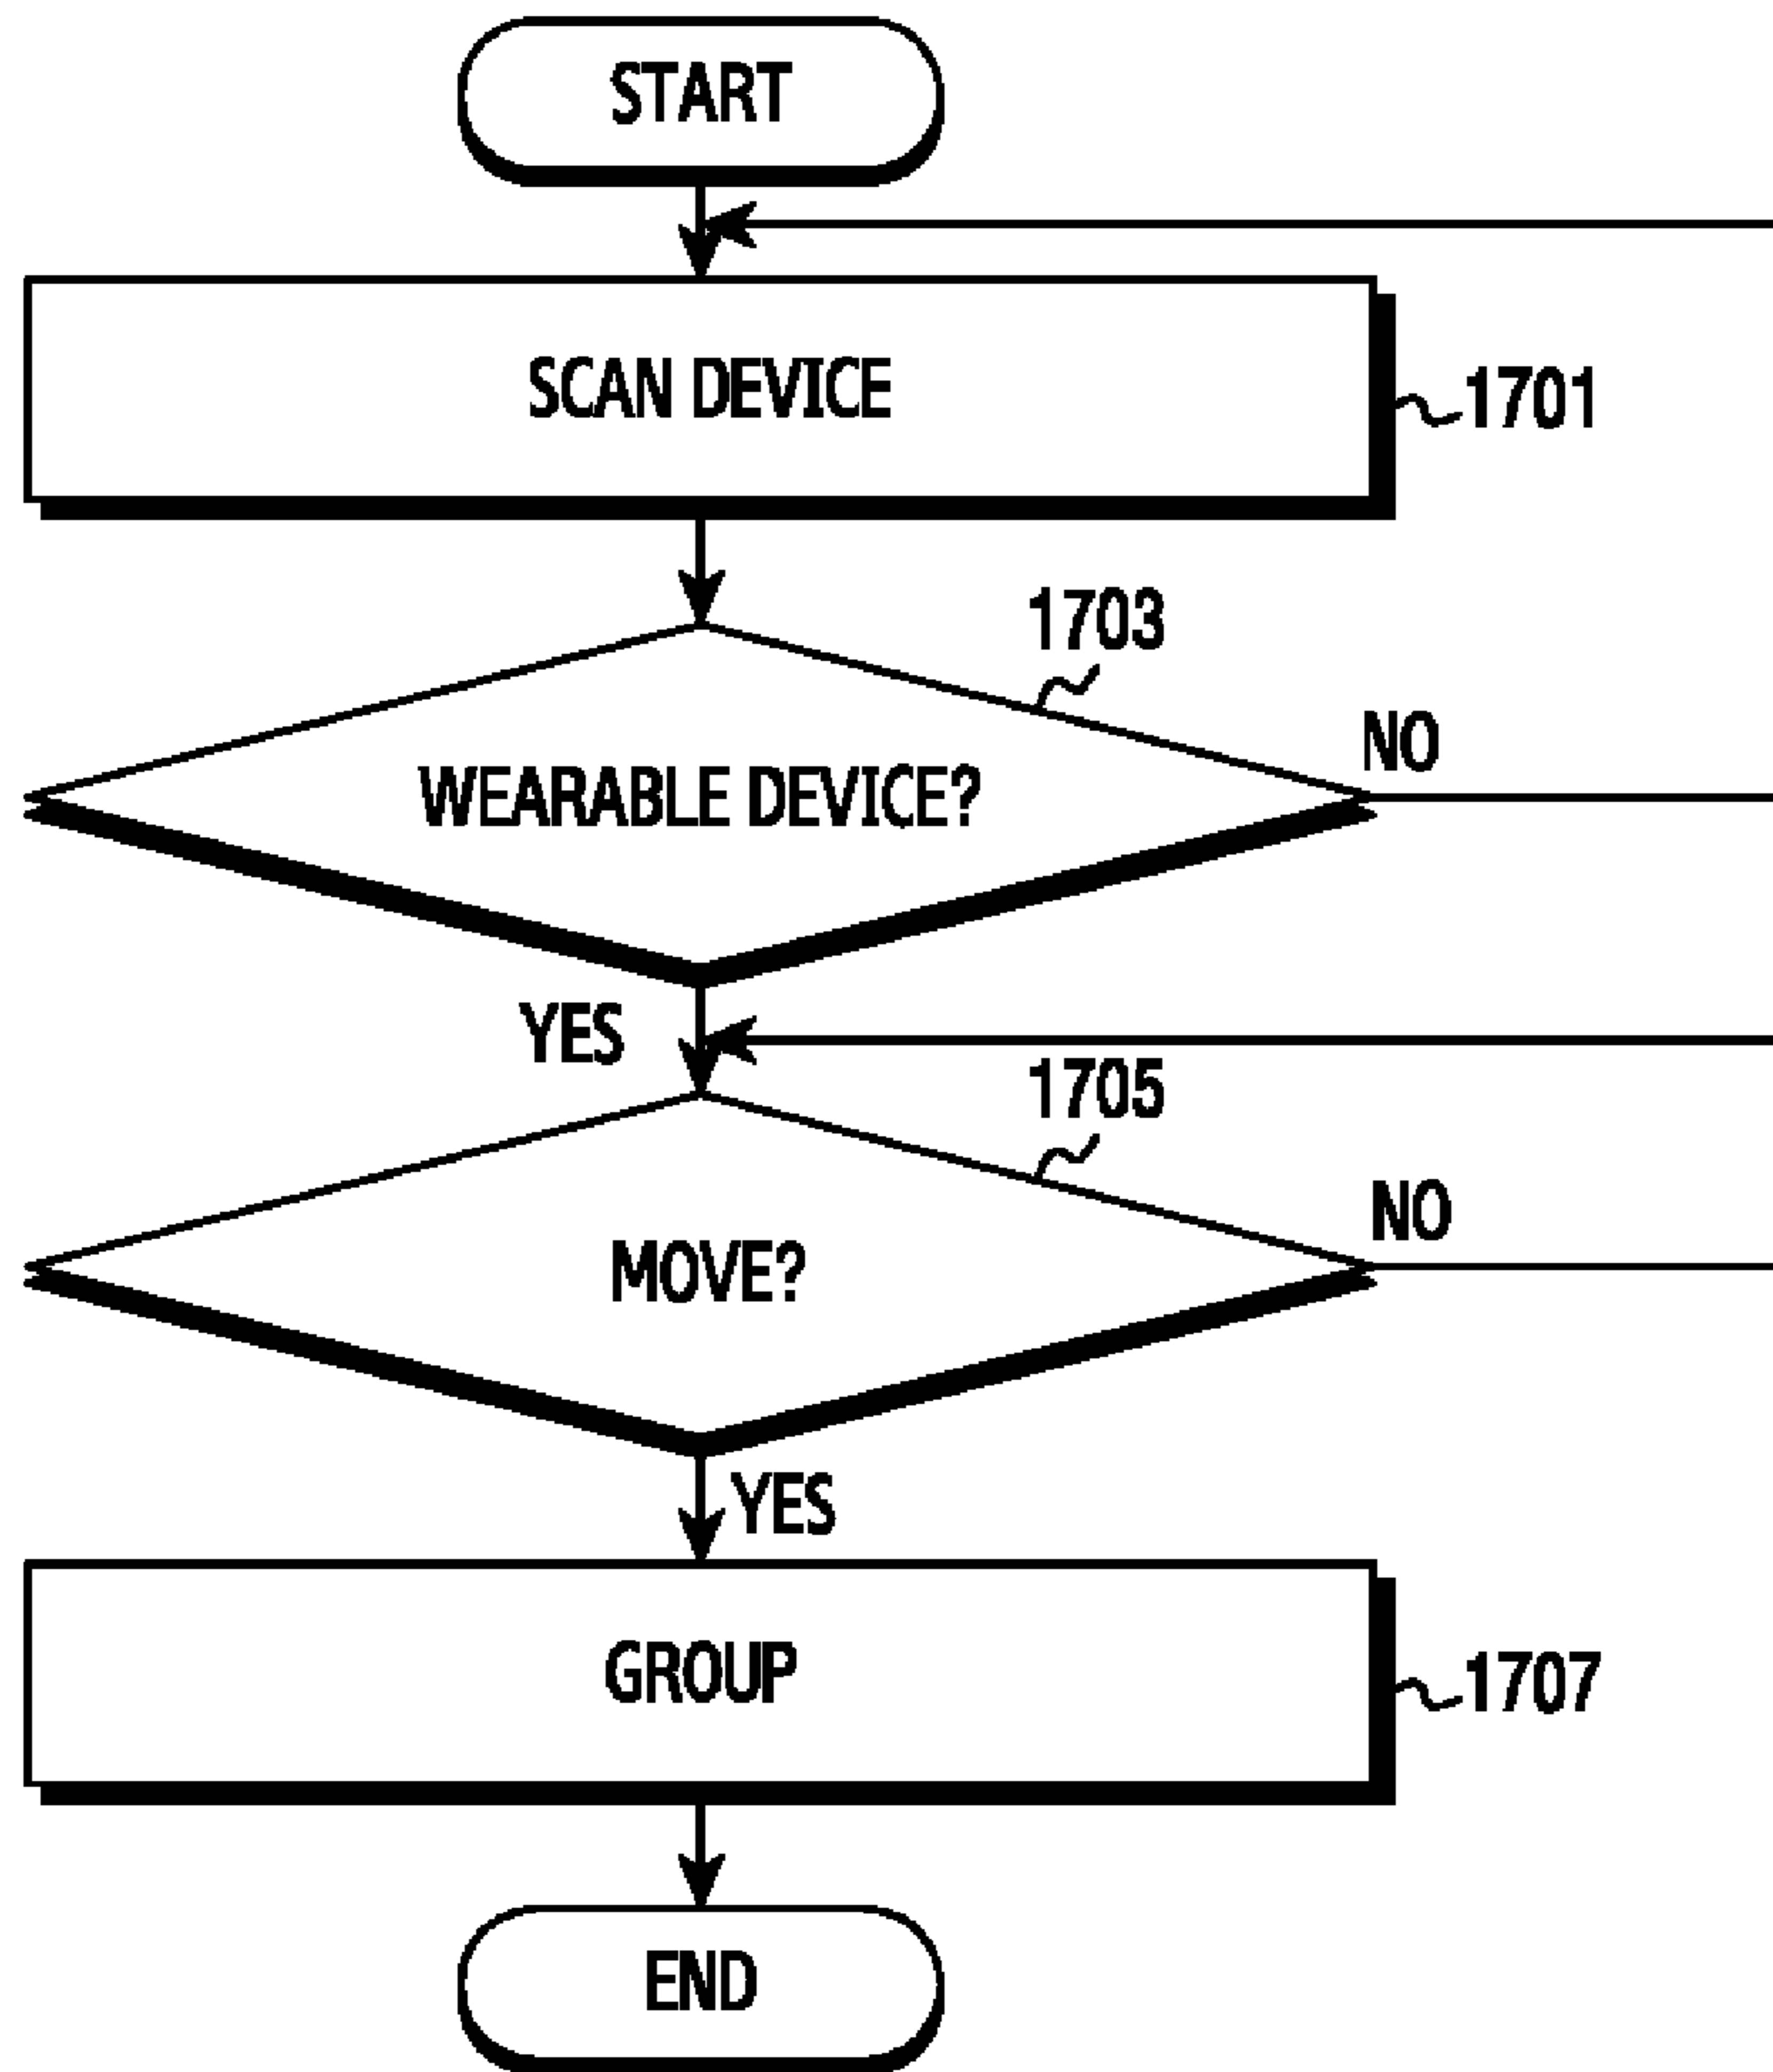 START
SCAN DEVICE
1701
1703
NO
WEARABLE DEVICE?
YES
1705
NO
MOVE?
YES
GROUP
1707
END